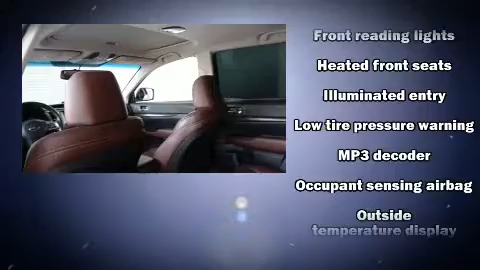 Front reading lights
Heated front seats
Illuminated entry
Low tire pressure warning
MP3 decoder
Occupant sensing airbag
Outside
temperature display